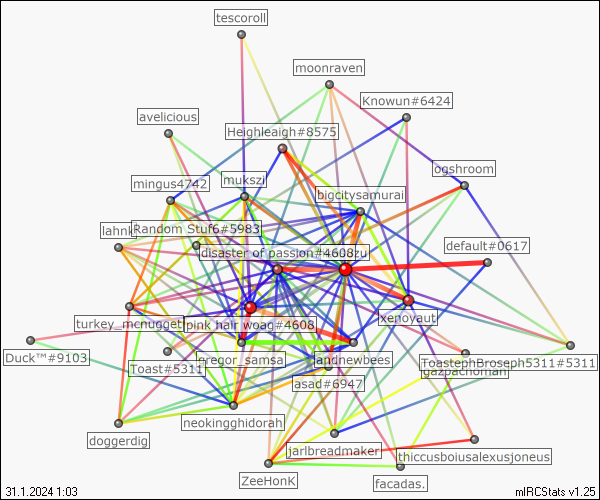 tescoroll
moonraven
Knowun#6424
avelicious
Heighleaigh#8575
ogshroom
mingus4742
mukszi
bigcitysamurai
lahnk
Random Stuf6#5983
default#0617
disaster of passion#4608
xenoyaut
turkey_menugget
pink hair woag#4608
Duck™#9103
Toast#5311
gregor_samsa
landnewbees
ToastephBroseph5311#5311
gazpachoman
asad#6947
neokingghidorah
doggerdig
jarlbreadmaker
thiccusboiusalexusjoneus
ZeeHonK
facadas.
31.1.2024 1:03
mIRCStats v1.25